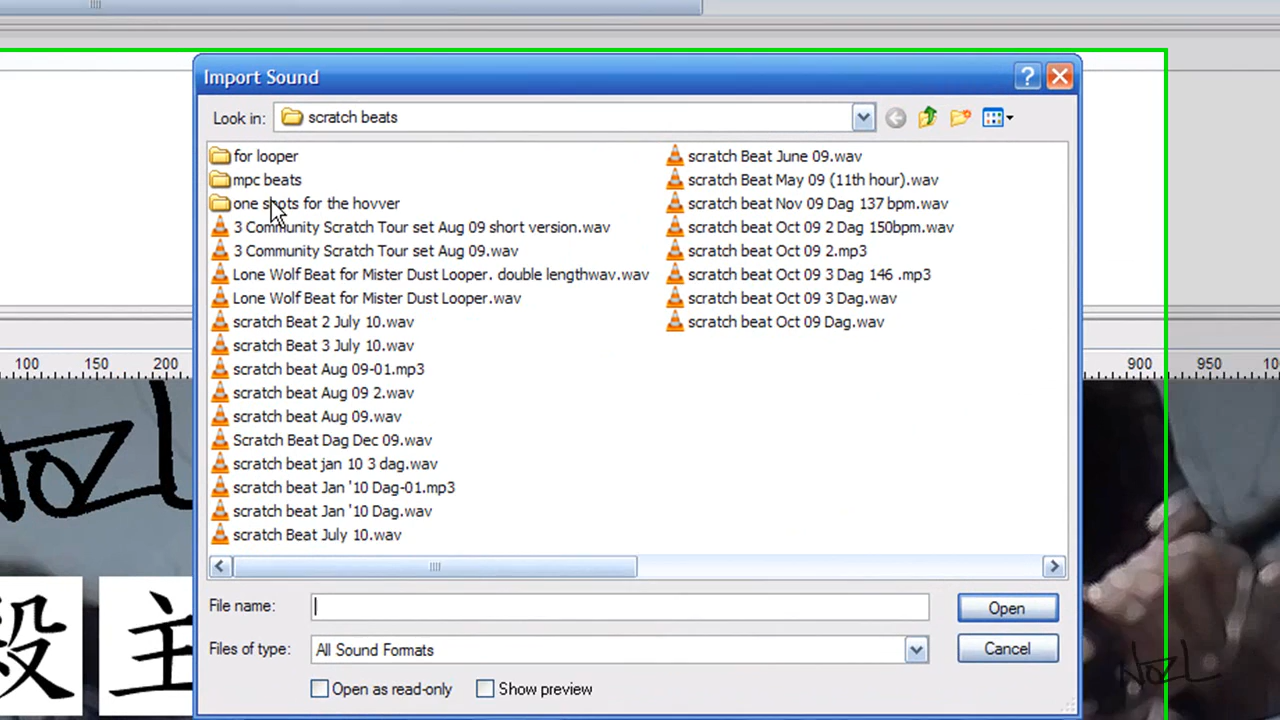 Import Sound
Look in:
scratch beats
for looper
mpc beats
one shots for the hovver
3 Community Scratch Tour set Aug 09 short version.wav
3 Community Scratch Tour set Aug 09.wav
Lone Wolf Beat for Mister Dust Looper. double lengthwav.wav
Lone Wolf Beat for Mister Dust Looper.wav
scratch Beat 2 July 10.wav
scratch Beat 3 July 10.wav
scratch beat Aug 09-01.mp3
scratch beat Aug 09 2.wav
scratch beat Aug 09.wav
Scratch Beat Dag Dec 09.wav
scratch beat jan 10 3 dag.wav
scratch beat Jan '10 Dag-01.mp3
scratch beat Jan '10 Dag.wav
scratch Beat July 10.wav
scratch Beat June 09.wav
scratch Beat May 09 (11th hour).wav
scratch beat Nov 09 Dag 137 bpm.wav
scratch beat Oct 09 2 Dag 150bpm.wav
scratch beat Oct 09 2.mp3
scratch beat Oct 09 3 Dag 146 .mp3
scratch beat Oct 09 3 Dag.wav
scratch beat Oct 09 Dag.wav
File name:
Open
Files of type:
All Sound Formats
Cancel
Open as read-only
Show preview
100 150 200
900 950
NOZL
主
NOZL